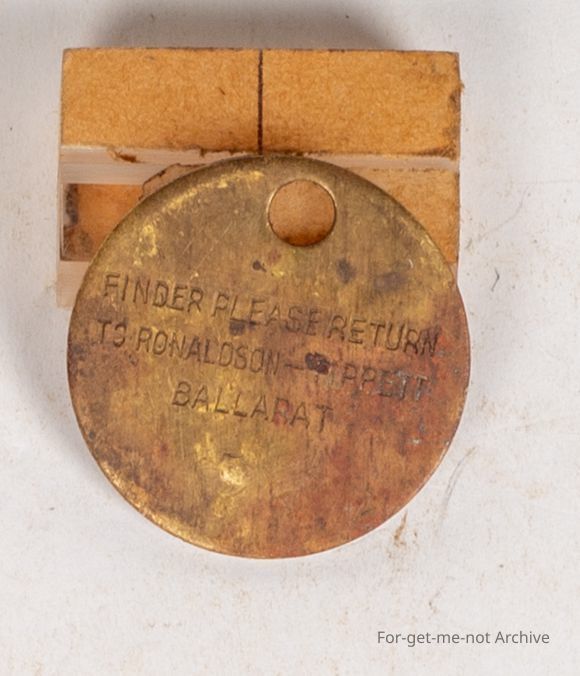 FINDER PLEASE RETURN
TO RONALDSON—TIPPETT
BALLARAT
For-get-me-not Archive